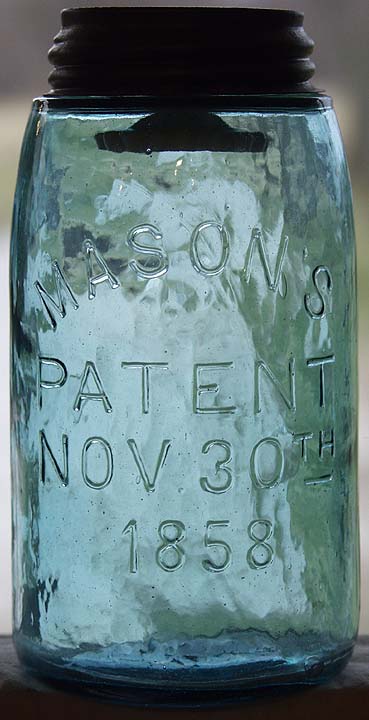 MASON'S
PATENT
NOV 30TH
1858